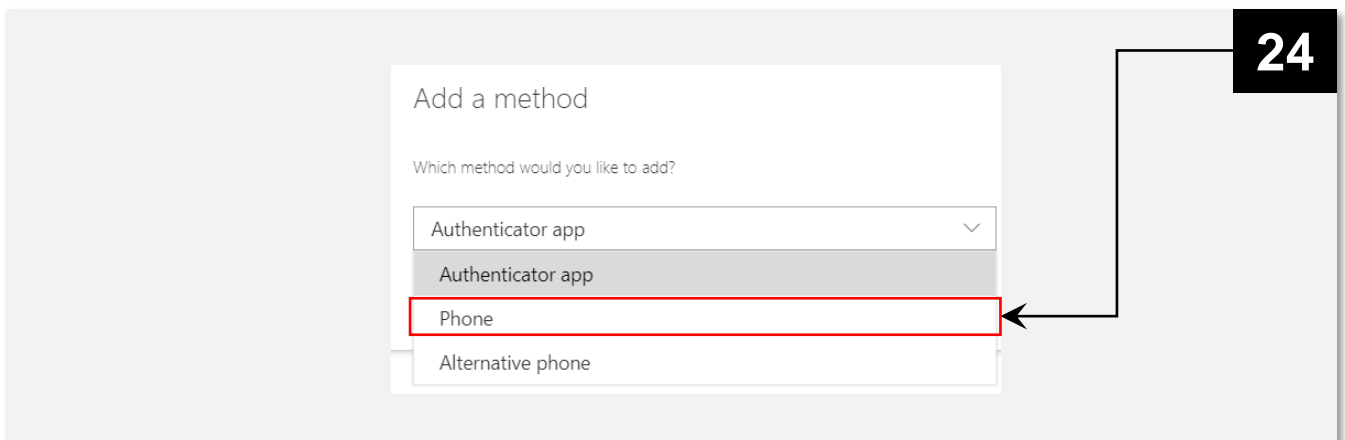 24
Add a method
Which method would you like to add?
Authenticator app
Authenticator app
Phone
Alternative phone